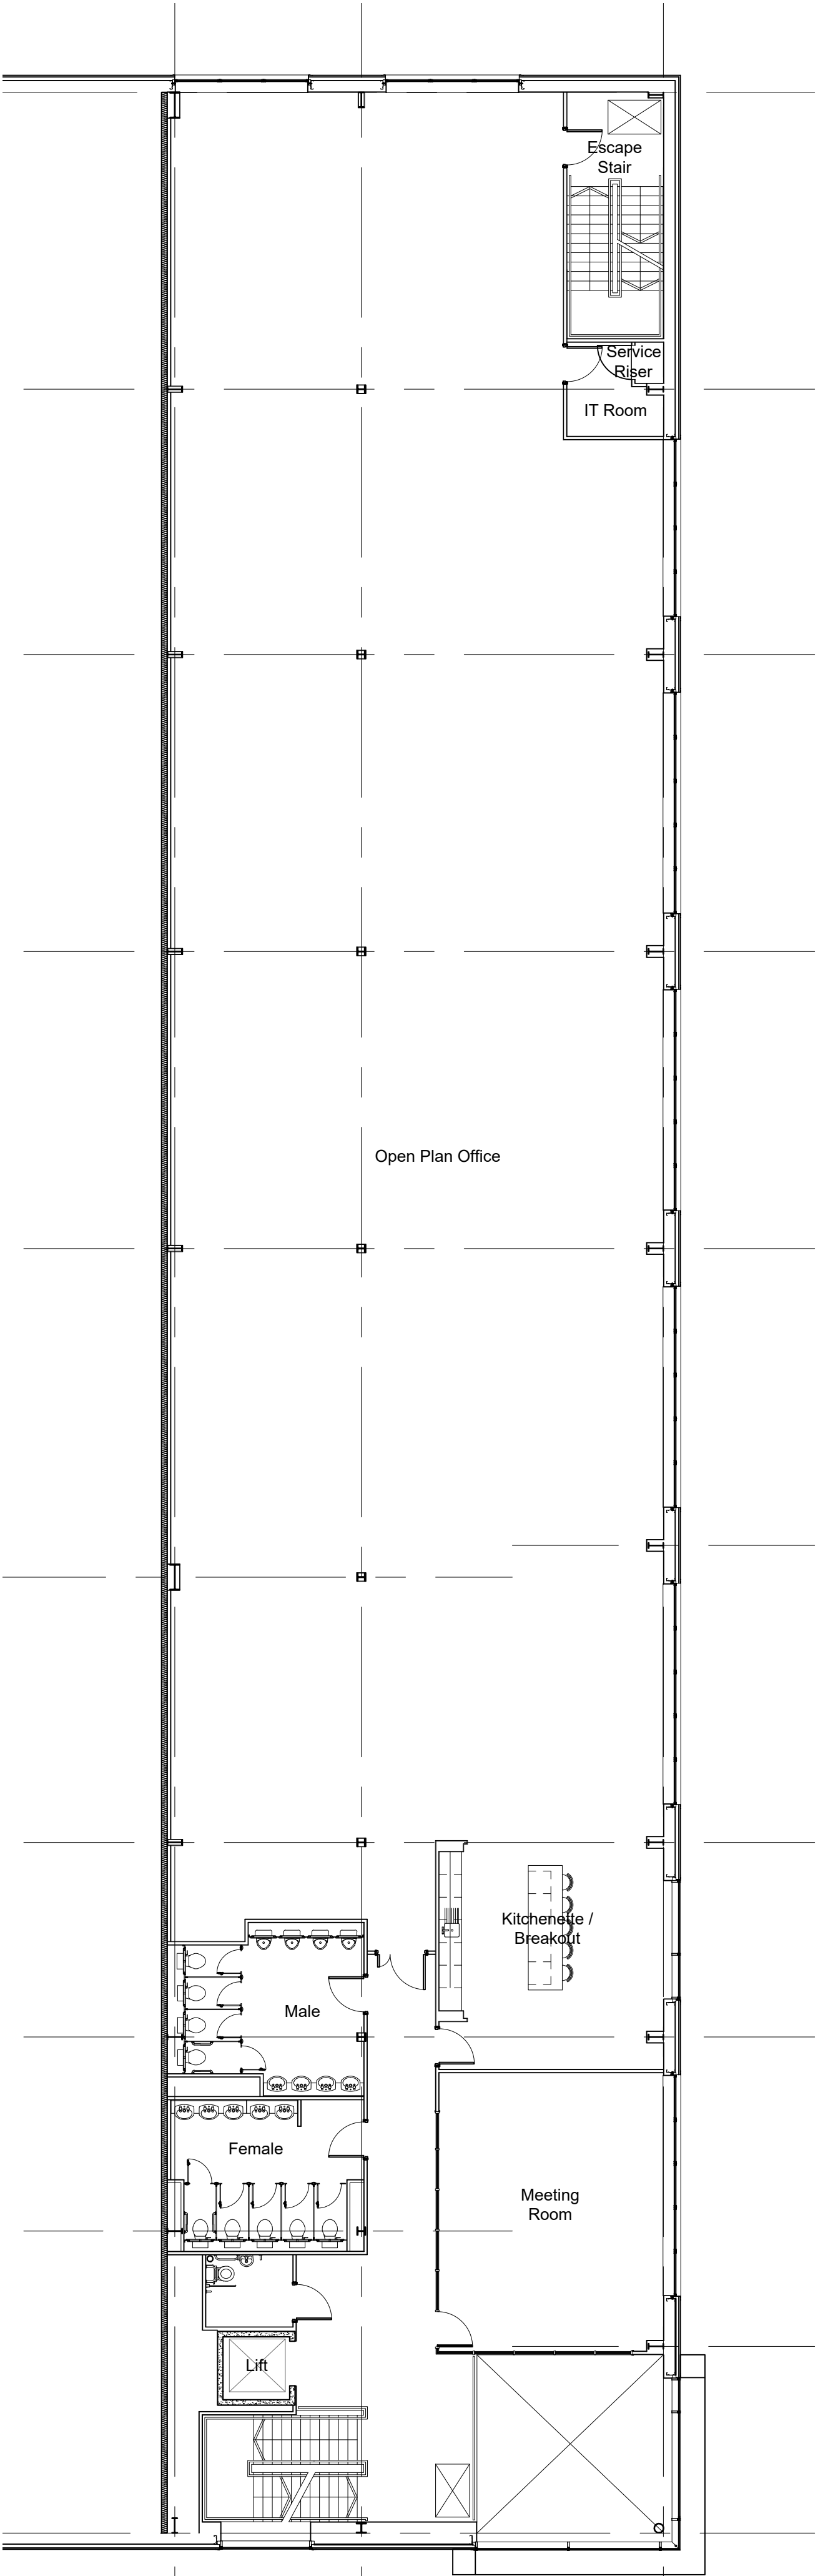 Escape
Stair
Service
Riser
IT Room
Open Plan Office
Kitchenette /
Breakout
Male
Female
Meeting
Room
Lift